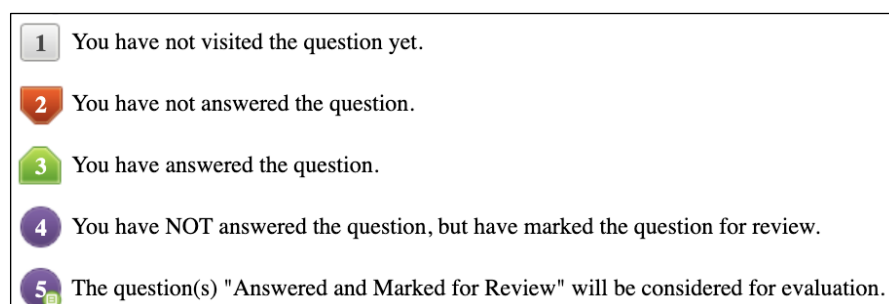 1 You have not visited the question yet.
2 You have not answered the question.
3 You have answered the question.
4 You have NOT answered the question, but have marked the question for review.
5 The question(s) "Answered and Marked for Review" will be considered for evaluation.